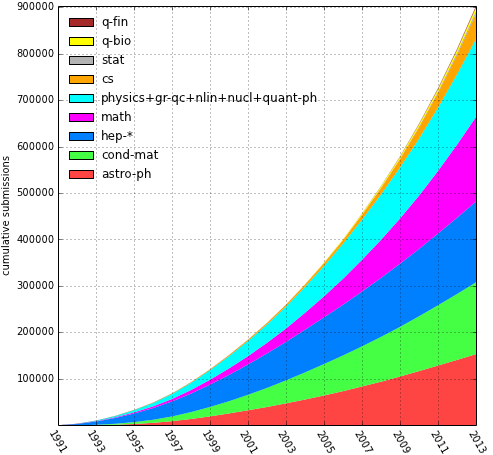 900000
800000
700000
600000
500000
400000
300000
200000
100000
cumulative submissions
q-fin
q-bio
stat
cs
physics+gr-qc+nlin+nucl+quant-ph
math
hep-*
cond-mat
astro-ph
1991 1993 1995 1997 1999 2001 2003 2005 2007 2009 2011 2013